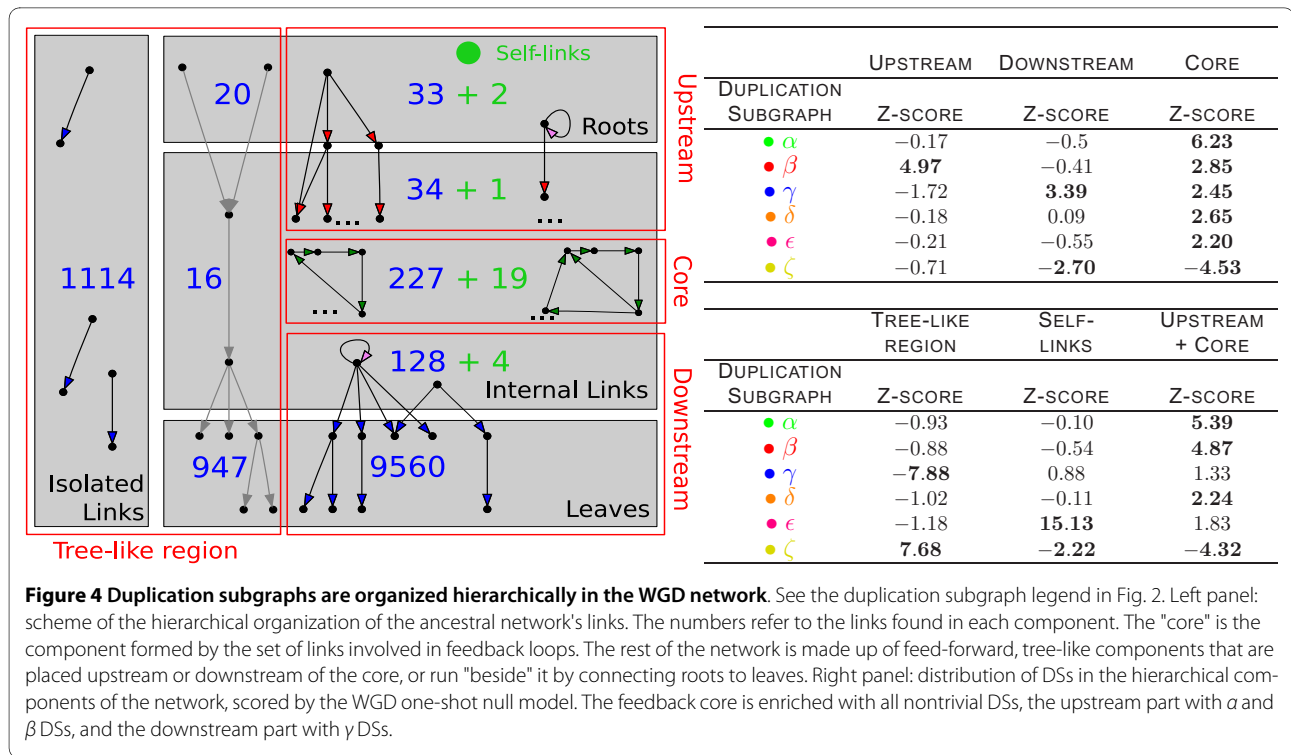 Self-links
20
33 + 2
Roots
Upstream
34 + 1
...
...
1114
16
227 + 19
Core
...
...
128 + 4
Internal Links
Downstream
947
9560
Isolated
Links
Leaves
Tree-like region
UPSTREAM DOWNSTREAM CORE
DUPLICATION
SUBGRAPH Z-SCORE Z-SCORE Z-SCORE
α −0.17 −0.5 6.23
β 4.97 −0.41 2.85
γ −1.72 3.39 2.45
δ −0.18 0.09 2.65
ϵ −0.21 −0.55 2.20
ζ −0.71 −2.70 −4.53
TREE-LIKE SELF- UPSTREAM
REGION LINKS + CORE
DUPLICATION
SUBGRAPH Z-SCORE Z-SCORE Z-SCORE
α −0.93 −0.10 5.39
β −0.88 −0.54 4.87
γ −7.88 0.88 1.33
δ −1.02 −0.11 2.24
ϵ −1.18 15.13 1.83
ζ 7.68 −2.22 −4.32
Figure 4 Duplication subgraphs are organized hierarchically in the WGD network. See the duplication subgraph legend in Fig. 2. Left panel:
scheme of the hierarchical organization of the ancestral network's links. The numbers refer to the links found in each component. The "core" is the
component formed by the set of links involved in feedback loops. The rest of the network is made up of feed-forward, tree-like components that are
placed upstream or downstream of the core, or run "beside" it by connecting roots to leaves. Right panel: distribution of DSs in the hierarchical com-
ponents of the network, scored by the WGD one-shot null model. The feedback core is enriched with all nontrivial DSs, the upstream part with α and
β DSs, and the downstream part with γ DSs.